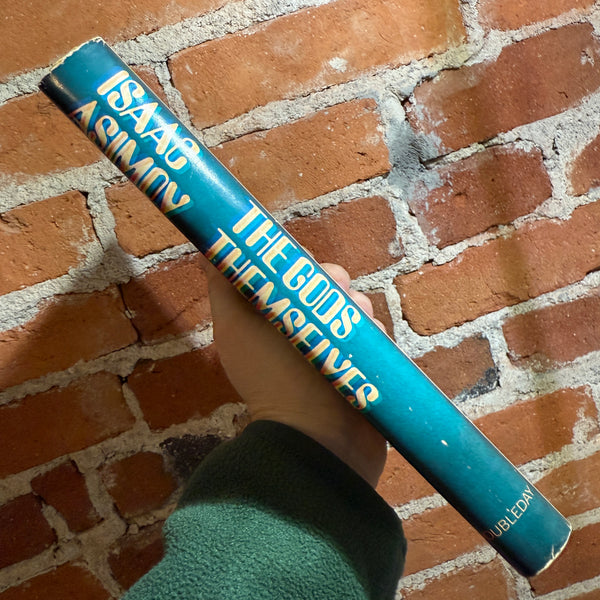 ISAAC
ASIMOV
THE GODS
THEMSELVES
DOUBLEDAY